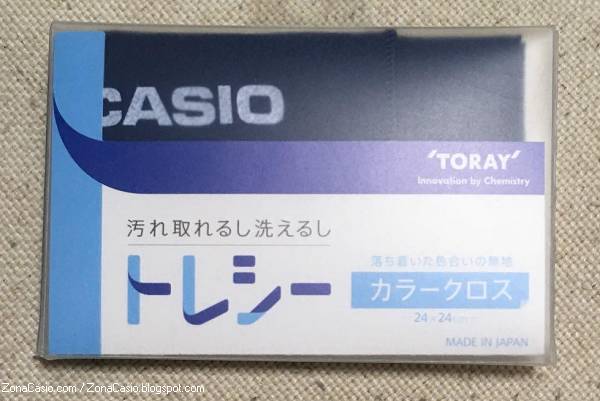 CASIO
'TORAY'
Innovation by Chemistry
汚れ取れるし洗えるし
トレシー
落ち着いた色合いの無地
カラークロス
24×24cm
MADE IN JAPAN
ZonaCasio.com / ZonaCasio.blogspot.com